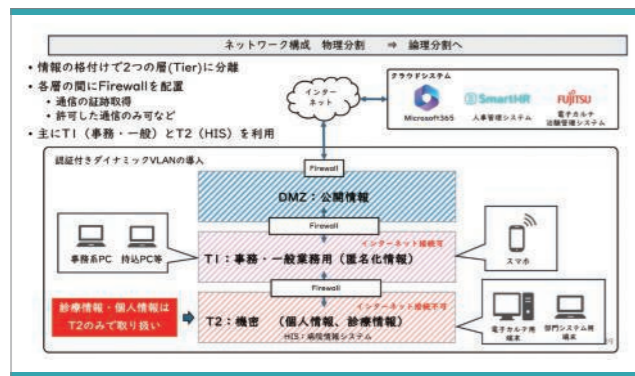 ネットワーク構成　物理分割　⇒　論理分割へ
• 情報の格付けで2つの層(Tier)に分離
• 各層の間にFirewallを配置
• 通信の証跡取得
• 許可した通信のみ可など
• 主にT1（事務・一般）とT2（HIS）を利用
インター
ネット
クラウドシステム
Microsoft365
SmartHR
人事管理システム
FUJITSU
電子カルテ
治験管理システム
認証付きダイナミックVLANの導入
Firewall
DMZ：公開情報
Firewall
インターネット接続可
T1：事務・一般業務用（匿名化情報）
事務系PC　持込PC等
スマホ
Firewall
インターネット接続不可
診療情報・個人情報は
T2のみで取り扱い
T2：機密　（個人情報、診療情報）
HIS：病院情報システム
電子カルテ用
端末
部門システム用
端末